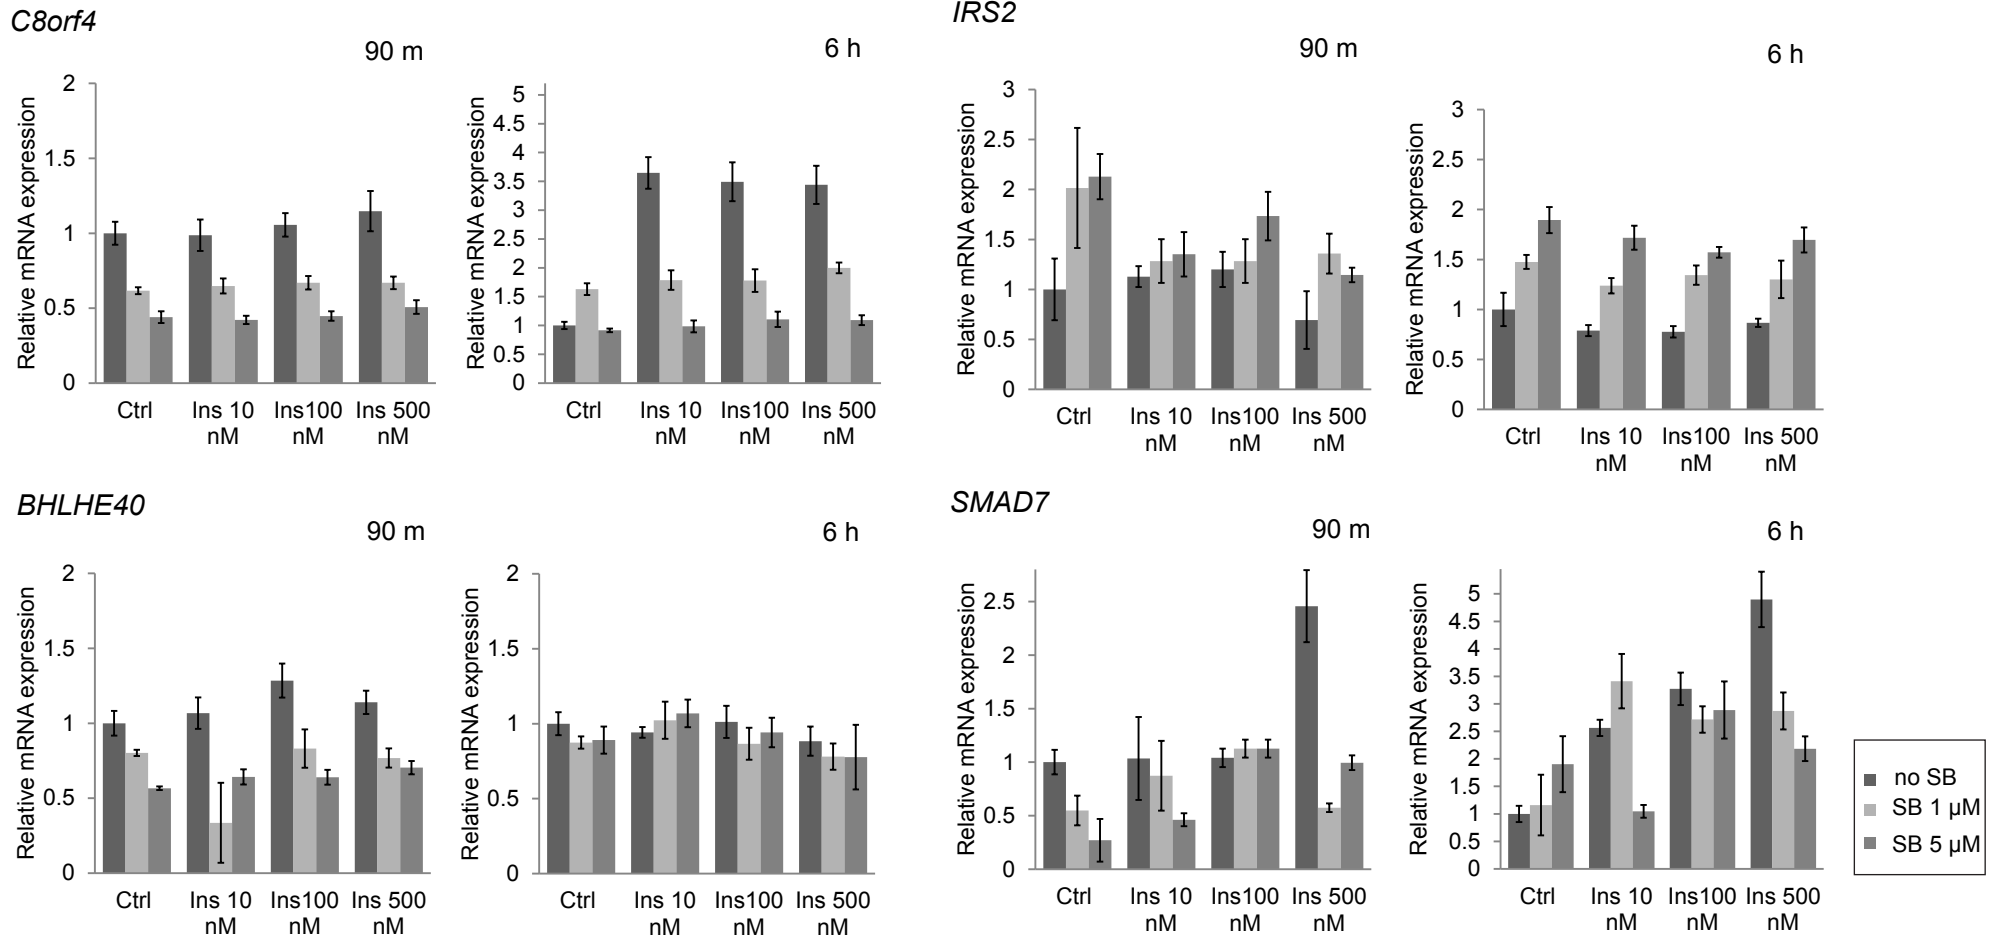 C8orf4
90 m
Relative mRNA expression
2
1.5
1
0.5
0
Ctrl
Ins 10
nM
Ins100
nM
Ins 500
nM
6 h
Relative mRNA expression
5
4.5
4
3.5
3
2.5
2
1.5
1
0.5
0
Ctrl
Ins 10
nM
Ins100
nM
Ins 500
nM
IRS2
90 m
Relative mRNA expression
3
2.5
2
1.5
1
0.5
0
Ctrl
Ins 10
nM
Ins100
nM
Ins 500
nM
6 h
Relative mRNA expression
3
2.5
2
1.5
1
0.5
0
Ctrl
Ins 10
nM
Ins100
nM
Ins 500
nM
BHLHE40
90 m
Relative mRNA expression
2
1.5
1
0.5
0
Ctrl
Ins 10
nM
Ins100
nM
Ins 500
nM
6 h
Relative mRNA expression
2
1.5
1
0.5
0
Ctrl
Ins 10
nM
Ins100
nM
Ins 500
nM
SMAD7
90 m
Relative mRNA expression
2.5
2
1.5
1
0.5
0
Ctrl
Ins 10
nM
Ins100
nM
Ins 500
nM
6 h
Relative mRNA expression
5
4.5
4
3.5
3
2.5
2
1.5
1
0.5
0
Ctrl
Ins 10
nM
Ins100
nM
Ins 500
nM
no SB
SB 1 µM
SB 5 µM